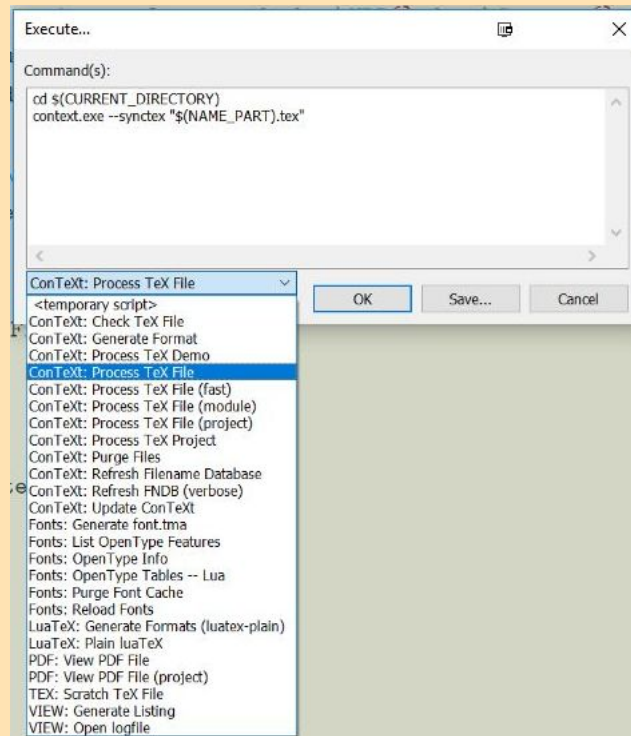 Execute...
Command(s):
cd $(CURRENT_DIRECTORY)
context.exe --synctex "$(NAME_PART).tex"
ConTeXt: Process TeX File
OK
Save...
Cancel
<temporary script>
ConTeXt: Check TeX File
ConTeXt: Generate Format
ConTeXt: Process TeX Demo
ConTeXt: Process TeX File
ConTeXt: Process TeX File (fast)
ConTeXt: Process TeX File (module)
ConTeXt: Process TeX File (project)
ConTeXt: Process TeX Project
ConTeXt: Purge Files
ConTeXt: Refresh Filename Database
ConTeXt: Refresh FNDB (verbose)
ConTeXt: Update ConTeXt
Fonts: Generate font.tma
Fonts: List OpenType Features
Fonts: OpenType Info
Fonts: OpenType Tables -- Lua
Fonts: Purge Font Cache
Fonts: Reload Fonts
LuaTeX: Generate Formats (luatex-plain)
LuaTeX: Plain luaTeX
PDF: View PDF File
PDF: View PDF File (project)
TEX: Scratch TeX File
VIEW: Generate Listing
VIEW: Open logfile